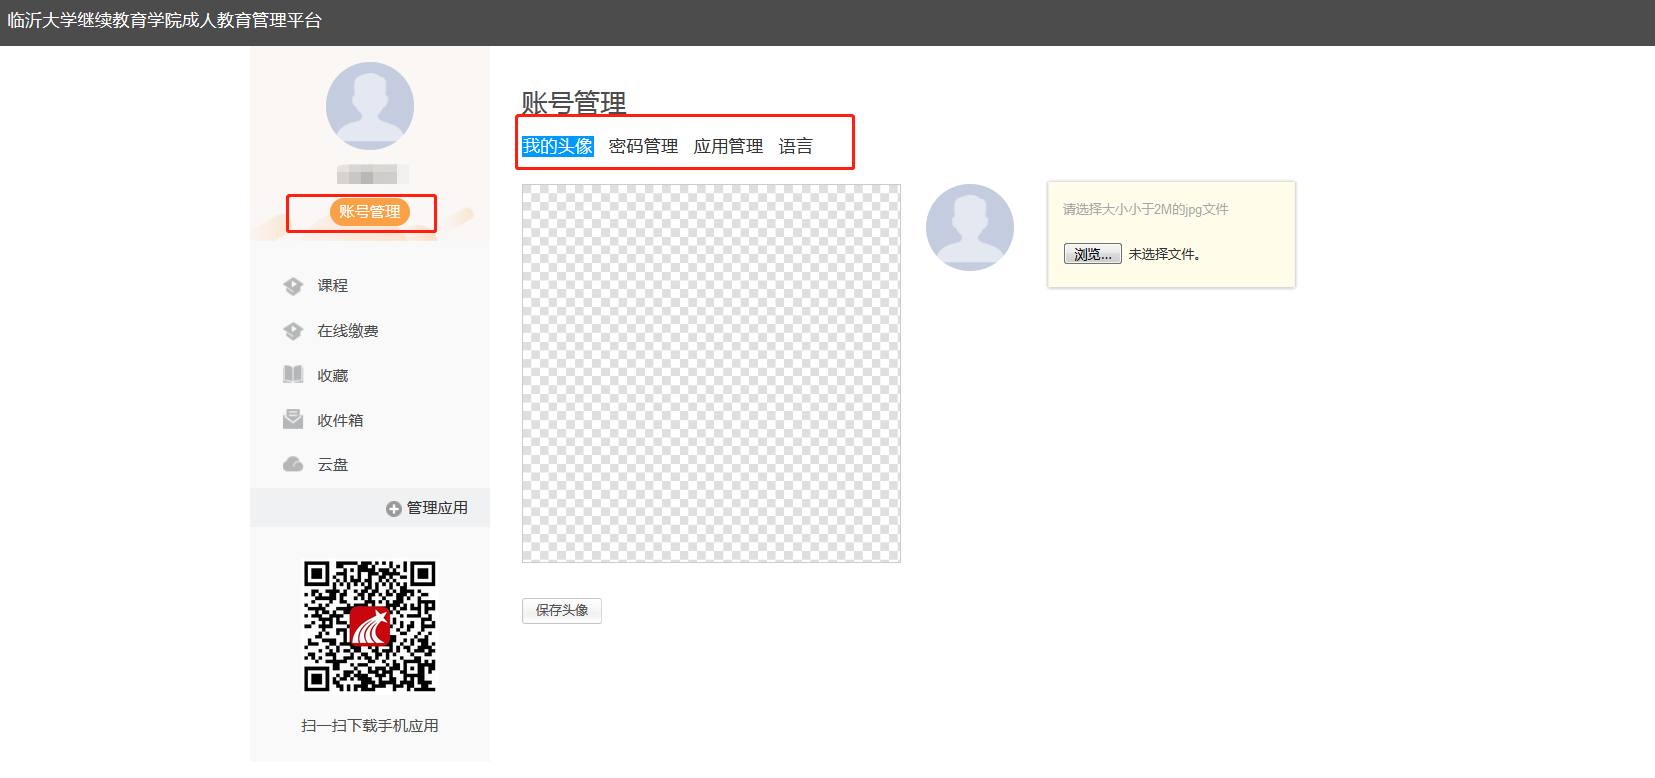 临沂大学继续教育学院成人教育管理平台
账号管理
课程
在线缴费
收藏
收件箱
云盘
管理应用
扫一扫下载手机应用
账号管理
我的头像 密码管理 应用管理 语言
请选择大小小于2M的jpg文件
浏览... 未选择文件。
保存头像